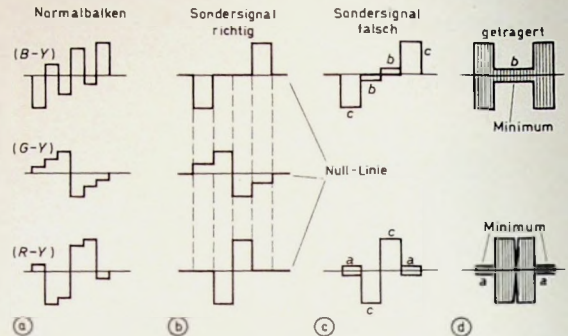 Normalbalken
Sondersignal
richtig
Sondersignal
falsch
getragert
(B-Y)
c
b
b
c
b
Minimum
(G-Y)
Null-Linie
(R-Y)
a
c
a
c
Minimum
a
a
a
b
c
d